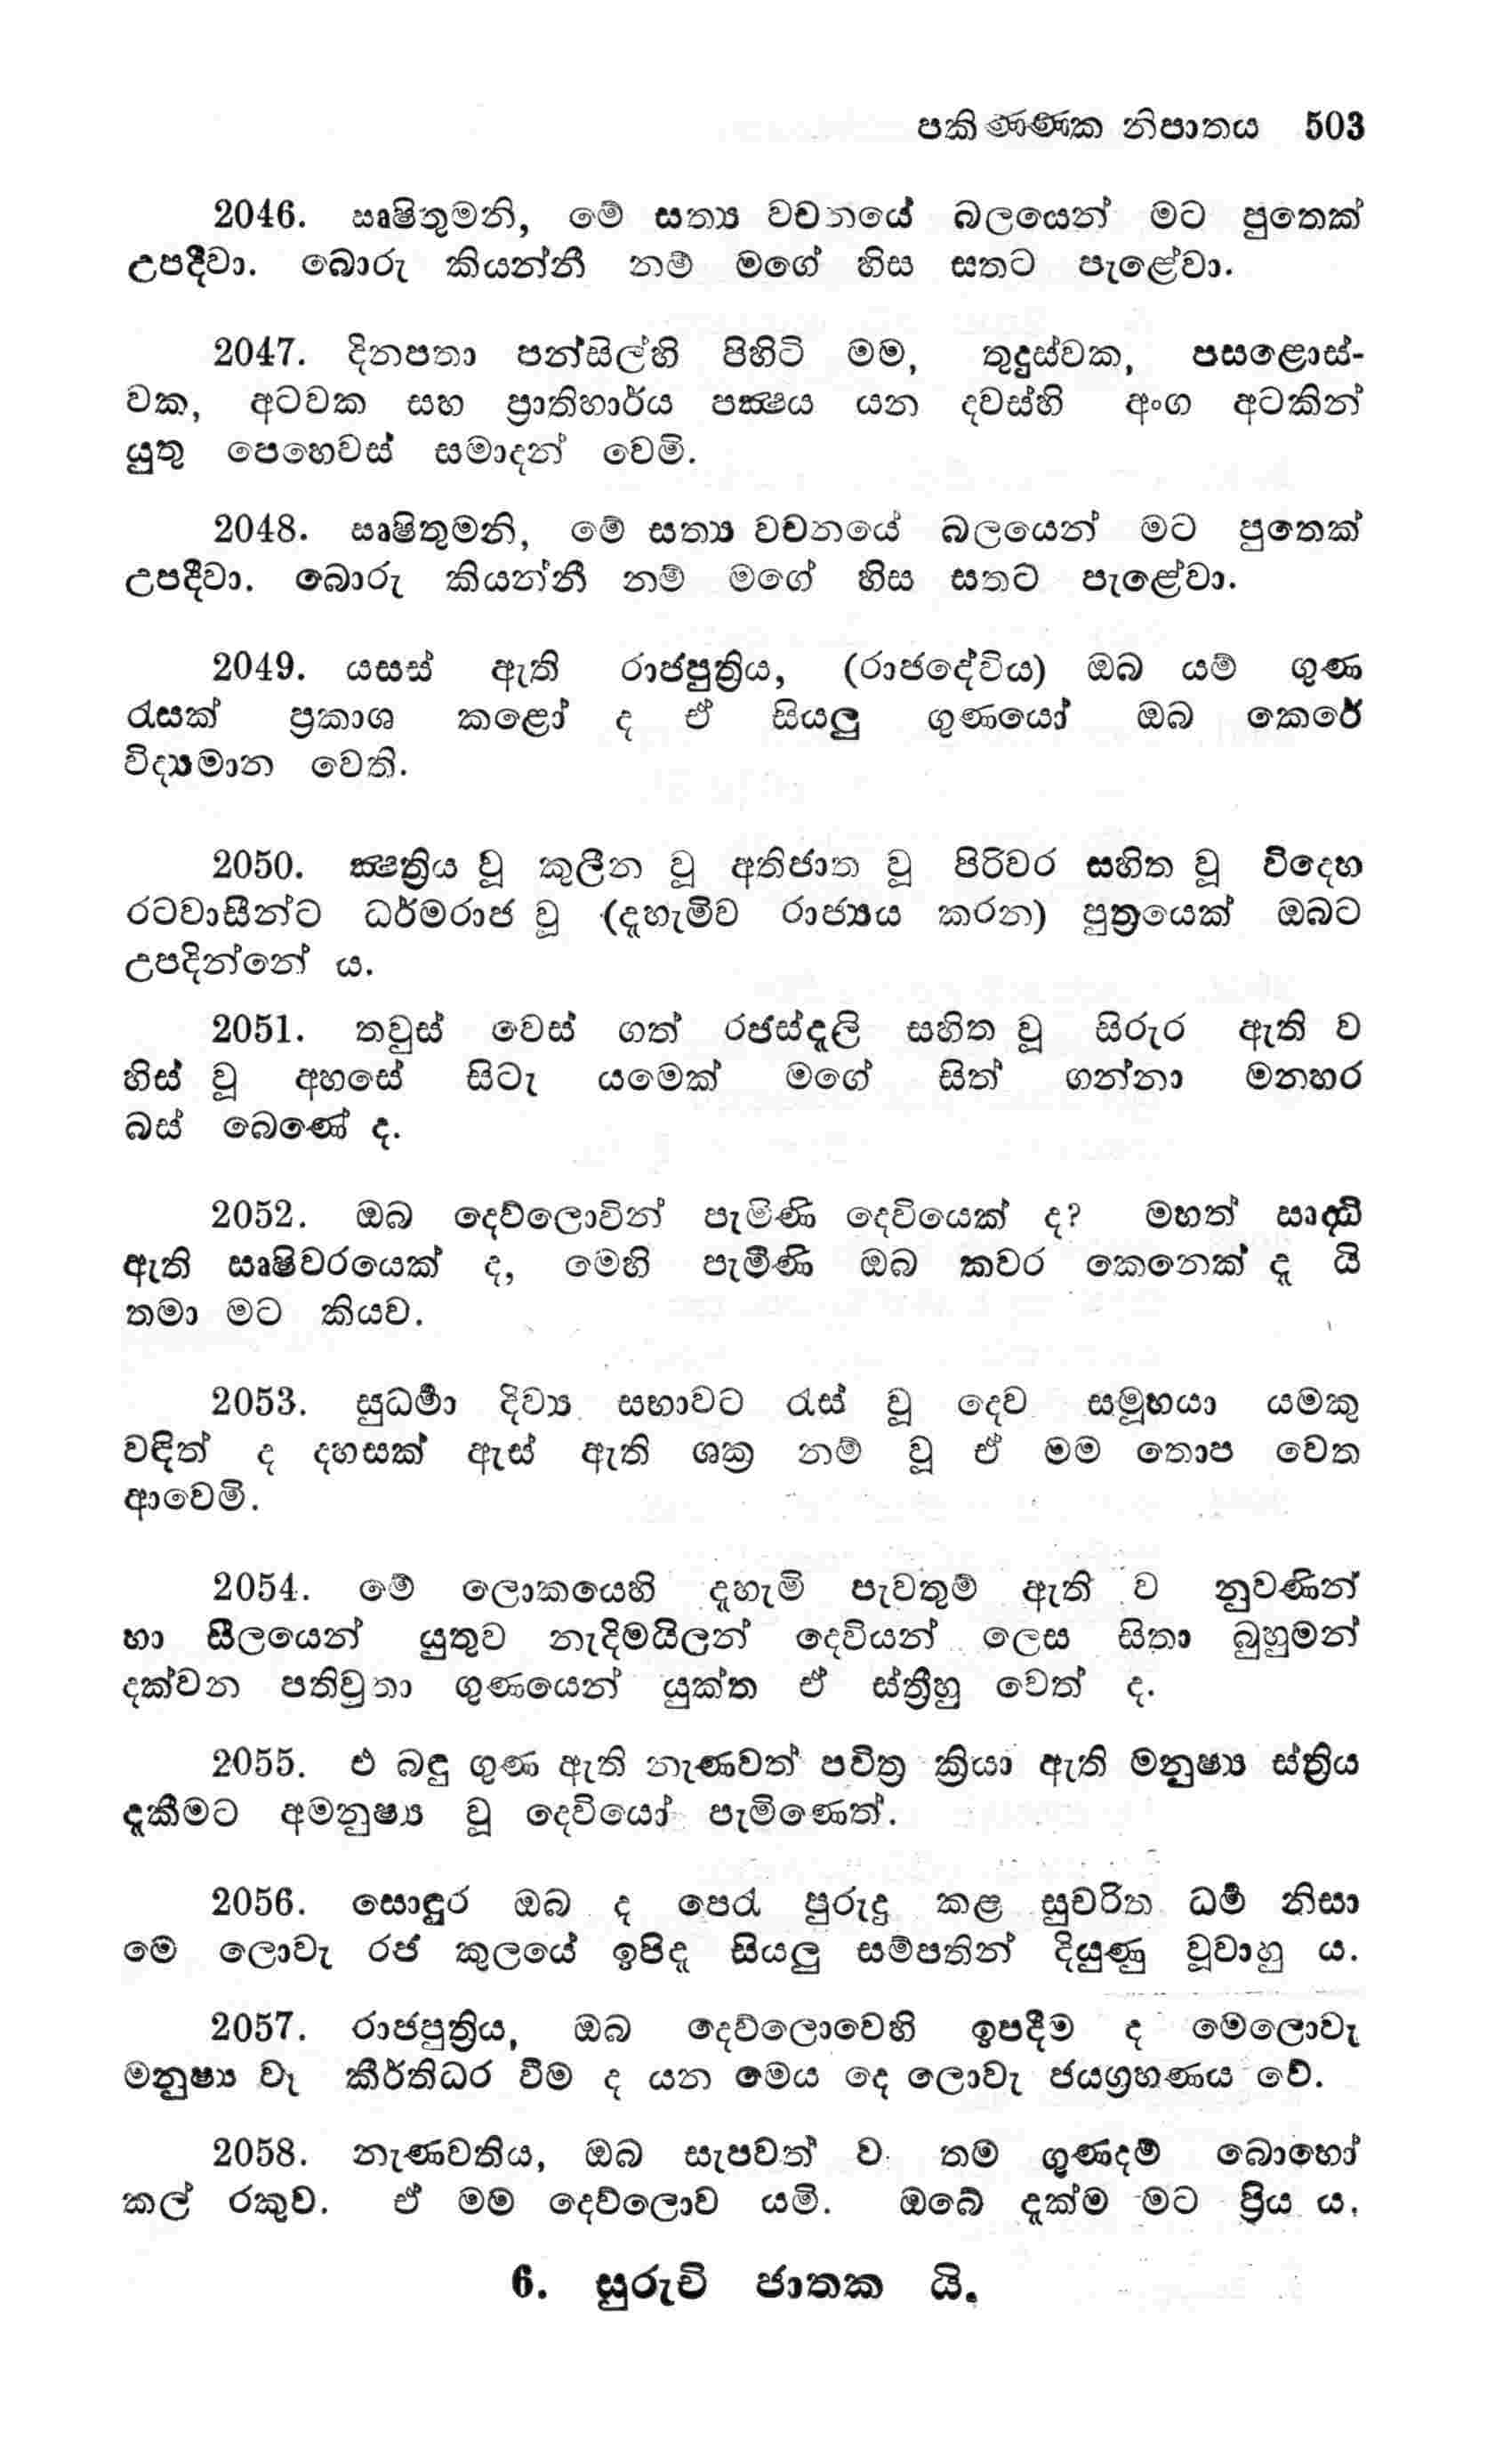 පකිණ්ණක නිපාතය 503
2046. ඍෂිතුමනි, මේ සත්‍ය වචනයේ බලයෙන් මට පුතෙක්
උපදීවා. බොරු කියන්නී නම් මගේ හිස සතට පැළේවා.
2047. දිනපතා පන්සිල්හි පිහිටි මම, තුදුස්වක, පසළොස්-
වක, අටවක සහ ප්‍රාතිහාර්ය පක්‍ෂය යන දවස්හි අංග අටකින්
යුතු පෙහෙවස් සමාදන් වෙමි.
2048. ඍෂිතුමනි, මේ සත්‍ය වචනයේ බලයෙන් මට පුතෙක්
උපදීවා. බොරු කියන්නී නම් මගේ හිස සතට පැළේවා.
2049. යසස් ඇති රාජපුත්‍රිය, (රාජදේවිය) ඔබ යම් ගුණ
රැසක් ප්‍රකාශ කළෝ ද ඒ සියලු ගුණයෝ ඔබ කෙරේ
විද්‍යමාන වෙති.
2050. ක්‍ෂත්‍රිය වූ කුලීන වූ අතිජාත වූ පිරිවර සහිත වූ විදෙහ
රටවාසීන්ට ධර්මරාජ වූ (දැහැමිව රාජ්‍යය කරන) පුත්‍රයෙක් ඔබට
උපදින්නේ ය.
2051. තවුස් වෙස් ගත් රජස්දැලි සහිත වූ සිරුර ඇති ව
හිස් වූ අහසේ සිටැ යමෙක් මගේ සිත් ගන්නා මනහර
බස් බෙණේ ද.
2052. ඔබ දෙව්ලොවින් පැමිණි දෙවියෙක් ද? මහත් ඍද්‍ධි
ඇති ඍෂිවරයෙක් ද, මෙහි පැමිණි ඔබ කවර කෙනෙක් දැ යි
තමා මට කියව.
2053. සුධර්‍මා දිව්‍ය සභාවට රැස් වූ දෙව සමූහයා යමකු
වඳිත් ද දහසක් ඇස් ඇති ශක්‍ර නම් වූ ඒ මම තොප වෙත
ආවෙමි.
2054. මේ ලොකයෙහි දැහැමි පැවතුම් ඇති ව නුවණින්
හා සීලයෙන් යුතුව නැදිමයිලන් දෙවියන් ලෙස සිතා බුහුමන්
දක්වන පතිව්‍රතා ගුණයෙන් යුක්ත ඒ ස්ත්‍රීහු වෙත් ද.
2055. එ බඳු ගුණ ඇති නැණවත් පවිත්‍ර ක්‍රියා ඇති මනුෂ්‍ය ස්ත්‍රිය
දැකීමට අමනුෂ්‍ය වූ දෙවියෝ පැමිණෙත්.
2056. සොඳුර ඔබ ද පෙරැ පුරුදු කළ සුචරිත ධර්‍ම නිසා
මෙ ලොවැ රජ කුලයේ ඉපිද සියලු සම්පතින් දියුණු වූවාහු ය.
2057. රාජපුත්‍රිය, ඔබ දෙව්ලොවෙහි ඉපදීම ද මෙලොවැ
මනුෂ්‍ය වැ කීර්තිධර වීම ද යන මෙය දෙ ලොවැ ජයග්‍රහණය වේ.
2058. නැණවතිය, ඔබ සැපවත් ව තම ගුණදම් බොහෝ
කල් රකුව. ඒ මම දෙව්ලොව යමි. ඔබේ දැක්ම මට ප්‍රිය ය.
6. සුරුචි ජාතක යි.